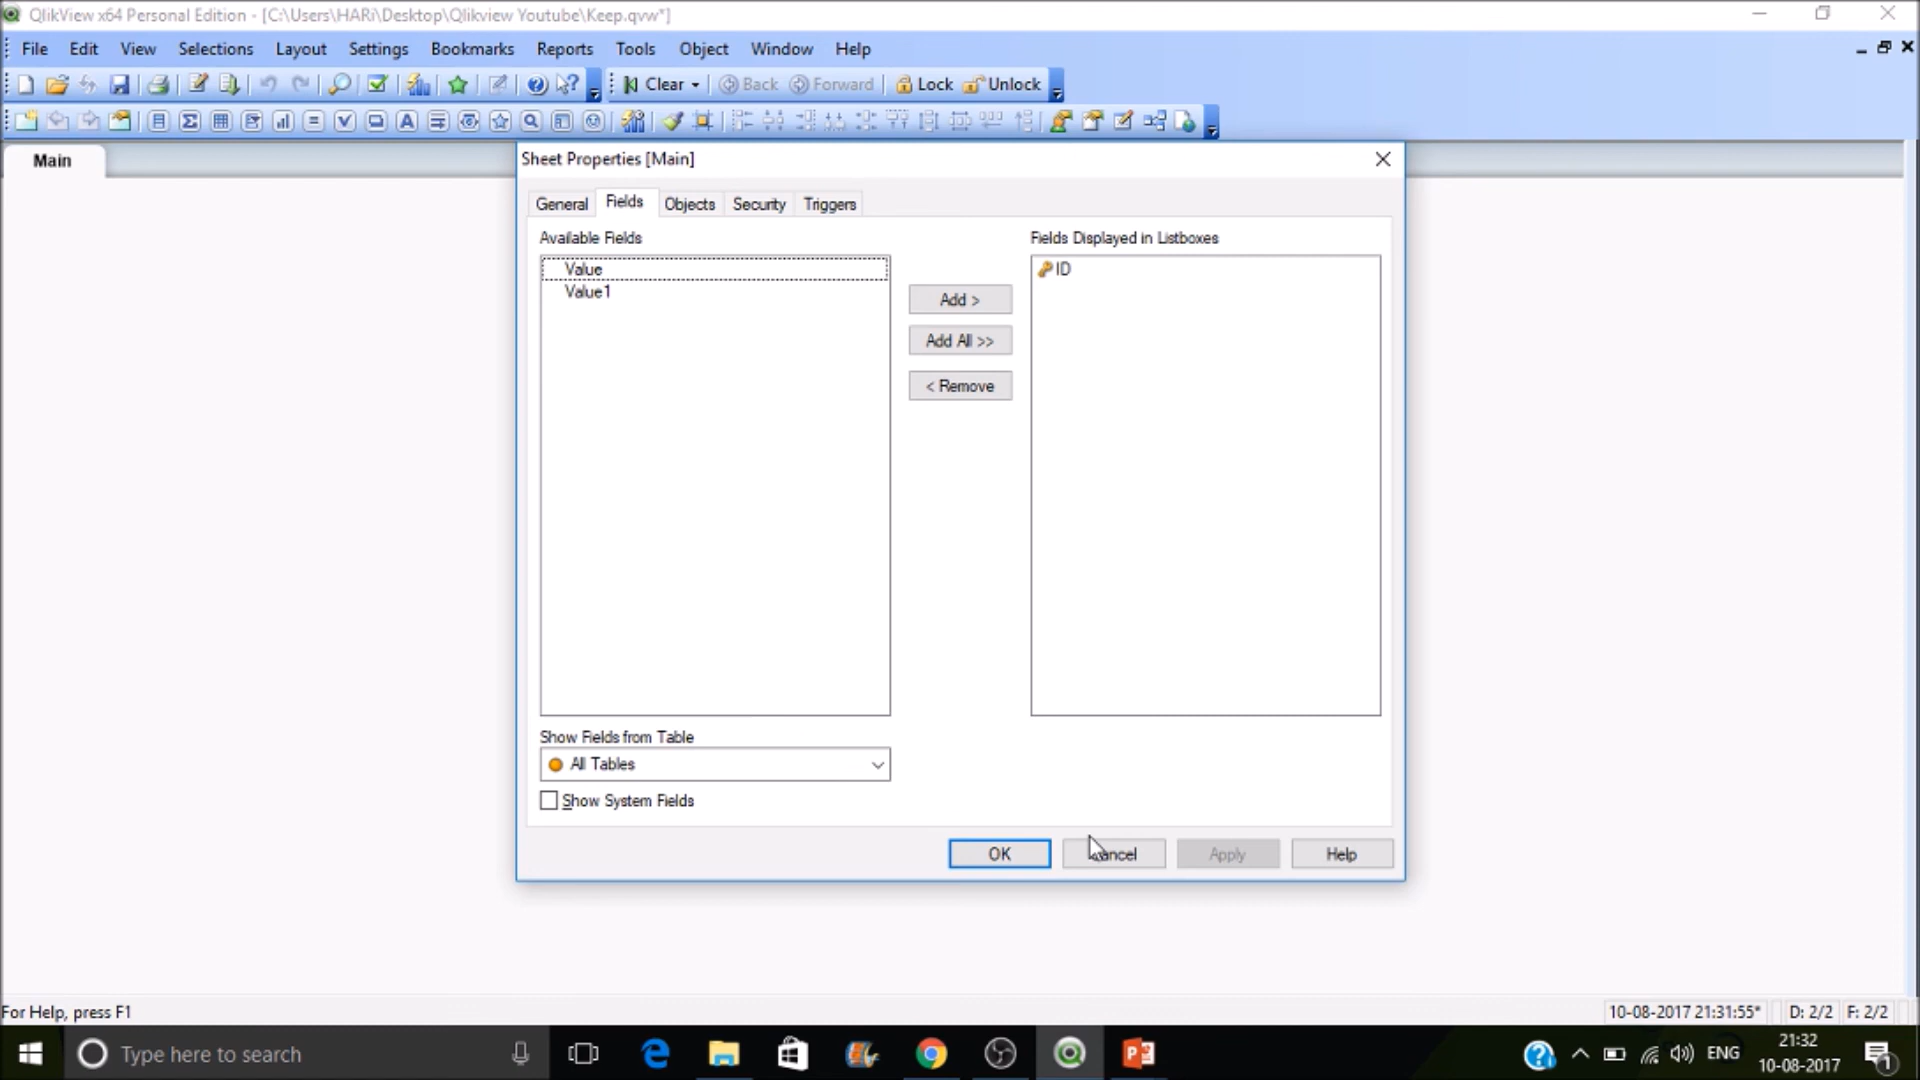 QlikView x64 Personal Edition - [C:\Users\HARi\Desktop\Qlikview Youtube\Keep.qvw*]
File Edit View Selections Layout Settings Bookmarks Reports Tools Object Window Help
Clear Back Forward Lock Unlock
Main
Sheet Properties [Main]
General Fields Objects Security Triggers
Available Fields
Fields Displayed in Listboxes
Value
Value1
ID
Add >
Add All >>
< Remove
Show Fields from Table
All Tables
Show System Fields
OK Cancel Apply Help
For Help, press F1
10-08-2017 21:31:55* D: 2/2 F: 2/2
Type here to search
ENG
21:32
10-08-2017
1